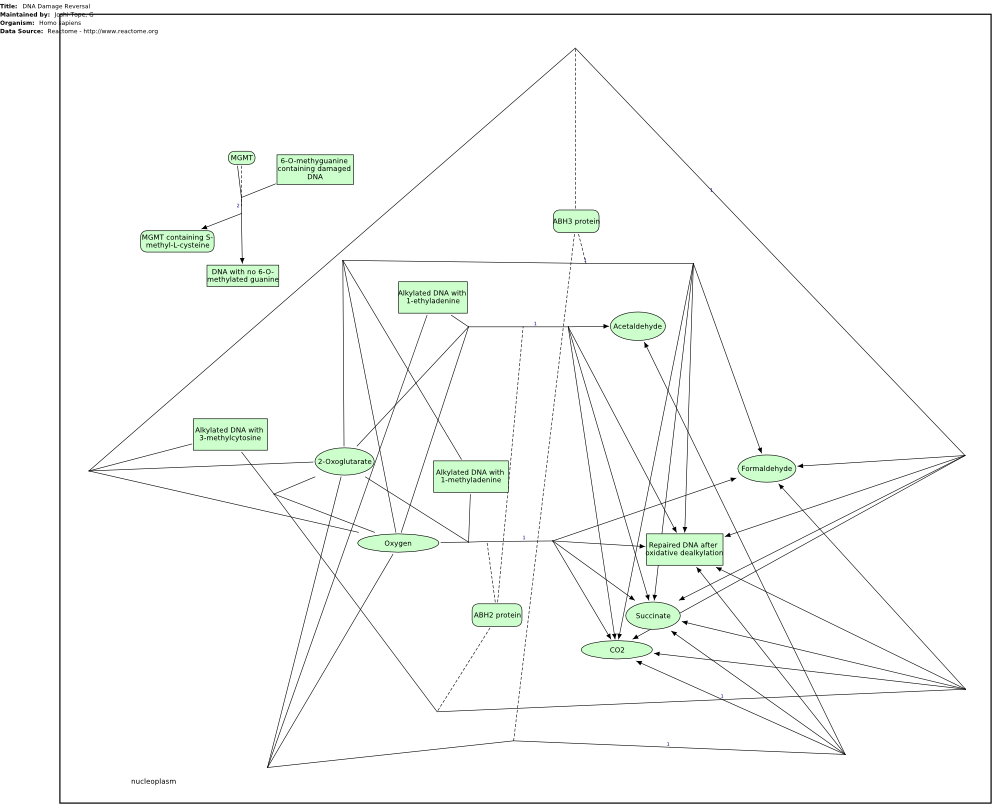 Title: DNA Damage Reversal
Maintained by: Joshi-Tope, G
Organism: Homo sapiens
Data Source: Reactome - http://www.reactome.org
MGMT
6-O-methyguanine
containing damaged
DNA
2
MGMT containing S-
methyl-L-cysteine
DNA with no 6-O-
methylated guanine
1
ABH3 protein
1
Alkylated DNA with
1-ethyladenine
1
Acetaldehyde
Alkylated DNA with
3-methylcytosine
2-Oxoglutarate
Alkylated DNA with
1-methyladenine
Formaldehyde
Oxygen
1
Repaired DNA after
oxidative dealkylation
ABH2 protein
Succinate
CO2
1
1
nucleoplasm